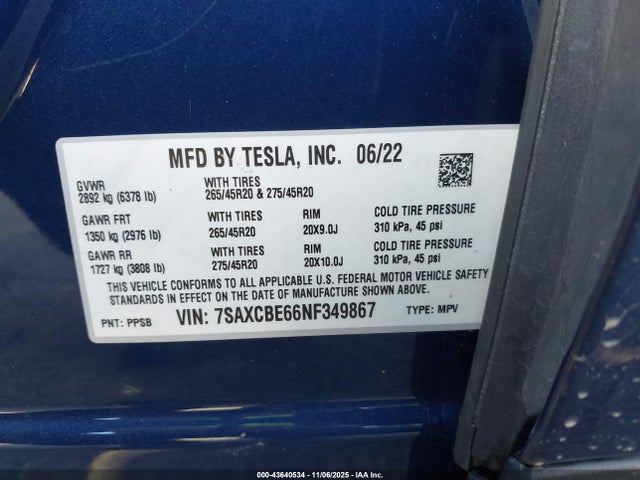 MFD BY TESLA, INC. 06/22
GVWR
2892 kg (6378 lb)
WITH TIRES
265/45R20 & 275/45R20
GAWR FRT
1350 kg (2976 lb)
WITH TIRES
265/45R20
RIM
20X9.0J
COLD TIRE PRESSURE
310 kPa, 45 psi
GAWR RR
1727 kg (3808 lb)
WITH TIRES
275/45R20
RIM
20X10.0J
COLD TIRE PRESSURE
310 kPa, 45 psi
THIS VEHICLE CONFORMS TO ALL APPLICABLE U.S. FEDERAL MOTOR VEHICLE SAFETY
STANDARDS IN EFFECT ON THE DATE OF MANUFACTURE SHOWN ABOVE.
PNT: PPSB VIN: 7SAXCBE66NF349867 TYPE: MPV
00-43640534 - 11/06/2025 - IAAC